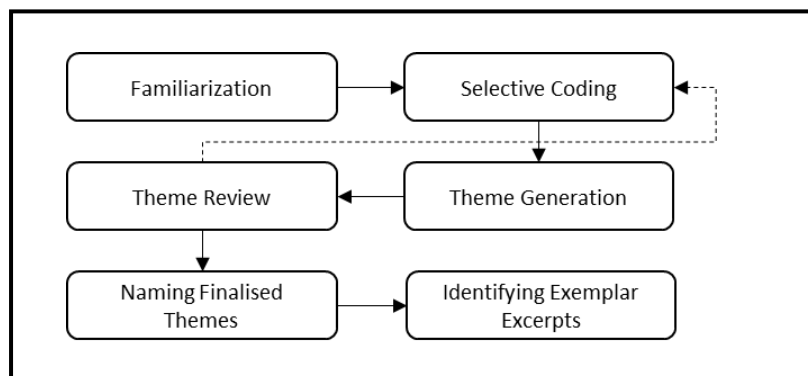 Familiarization
Selective Coding
Theme Review
Theme Generation
Naming Finalised
Themes
Identifying Exemplar
Excerpts